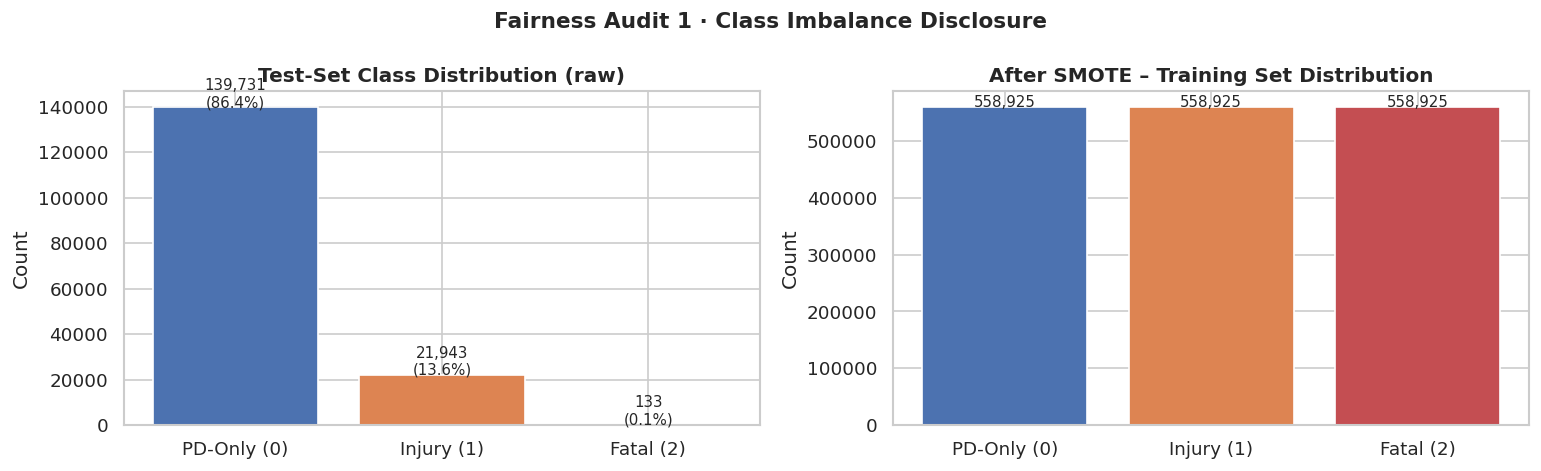 Fairness Audit 1 · Class Imbalance Disclosure
Test-Set Class Distribution (raw)
139,731
(86.4%)
140000
120000
100000
80000
60000
40000
20000
0
Count
21,943
(13.6%)
133
(0.1%)
PD-Only (0)
Injury (1)
Fatal (2)
After SMOTE – Training Set Distribution
558,925
558,925
558,925
500000
400000
300000
200000
100000
0
Count
PD-Only (0)
Injury (1)
Fatal (2)